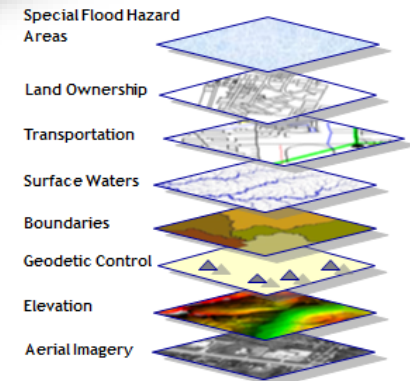 Special Flood Hazard
Areas
Land Ownership
Transportation
Surface Waters
Boundaries
Geodetic Control
Elevation
Aerial Imagery